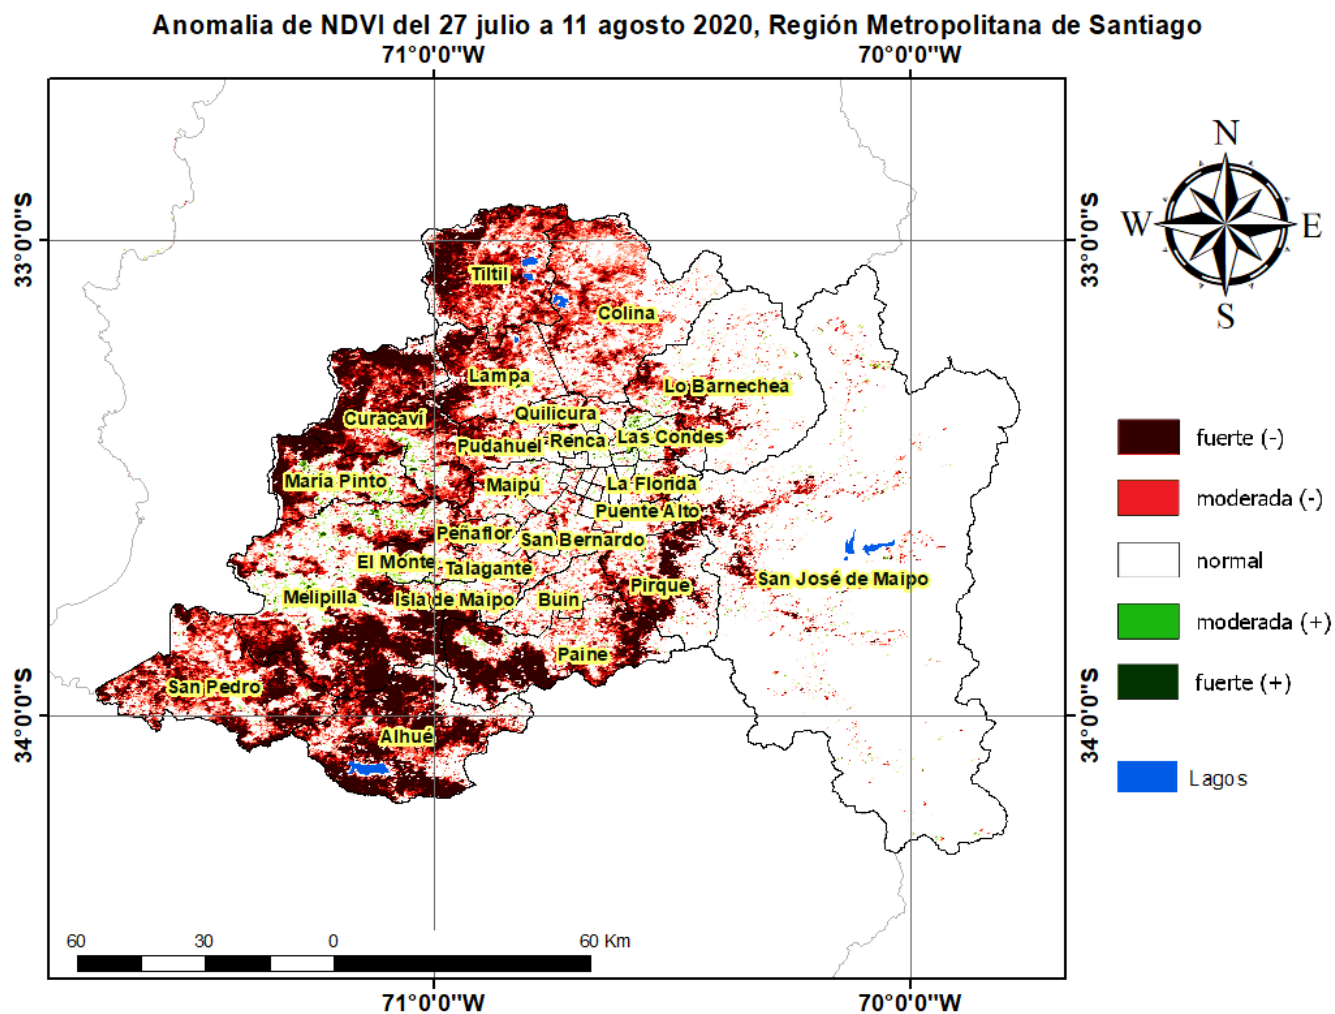 Anomalia de NDVI del 27 julio a 11 agosto 2020, Región Metropolitana de Santiago
71°0'0"W
70°0'0"W
N
W
E
S
33°0'0"S
33°0'0"S
Tiltil
Colina
Lampa
Lo Barnechea
Quilicura
Curacaví
Pudahuel
Renca
Las Condes
María Pinto
Maipú
La Florida
Puente Alto
Peñaflor
San Bernardo
El Monte
Talagante
San José de Maipo
Pirque
Melipilla
Isla de Maipo
Buin
Paine
San Pedro
Alhué
34°0'0"S
34°0'0"S
fuerte (-)
moderada (-)
normal
moderada (+)
fuerte (+)
Lagos
60
30
0
60 Km
71°0'0"W
70°0'0"W